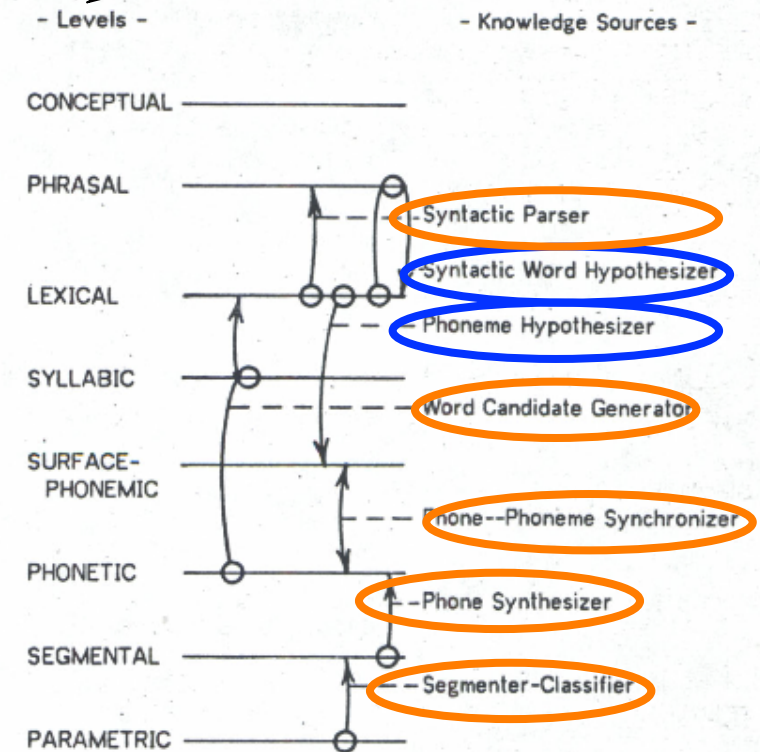 - Levels -
- Knowledge Sources -
CONCEPTUAL
PHRASAL
Syntactic Parser
Syntactic Word Hypothesizer
LEXICAL
Phoneme Hypothesizer
SYLLABIC
Word Candidate Generator
SURFACE-
PHONEMIC
Phone--Phoneme Synchronizer
PHONETIC
Phone Synthesizer
SEGMENTAL
Segmenter-Classifier
PARAMETRIC